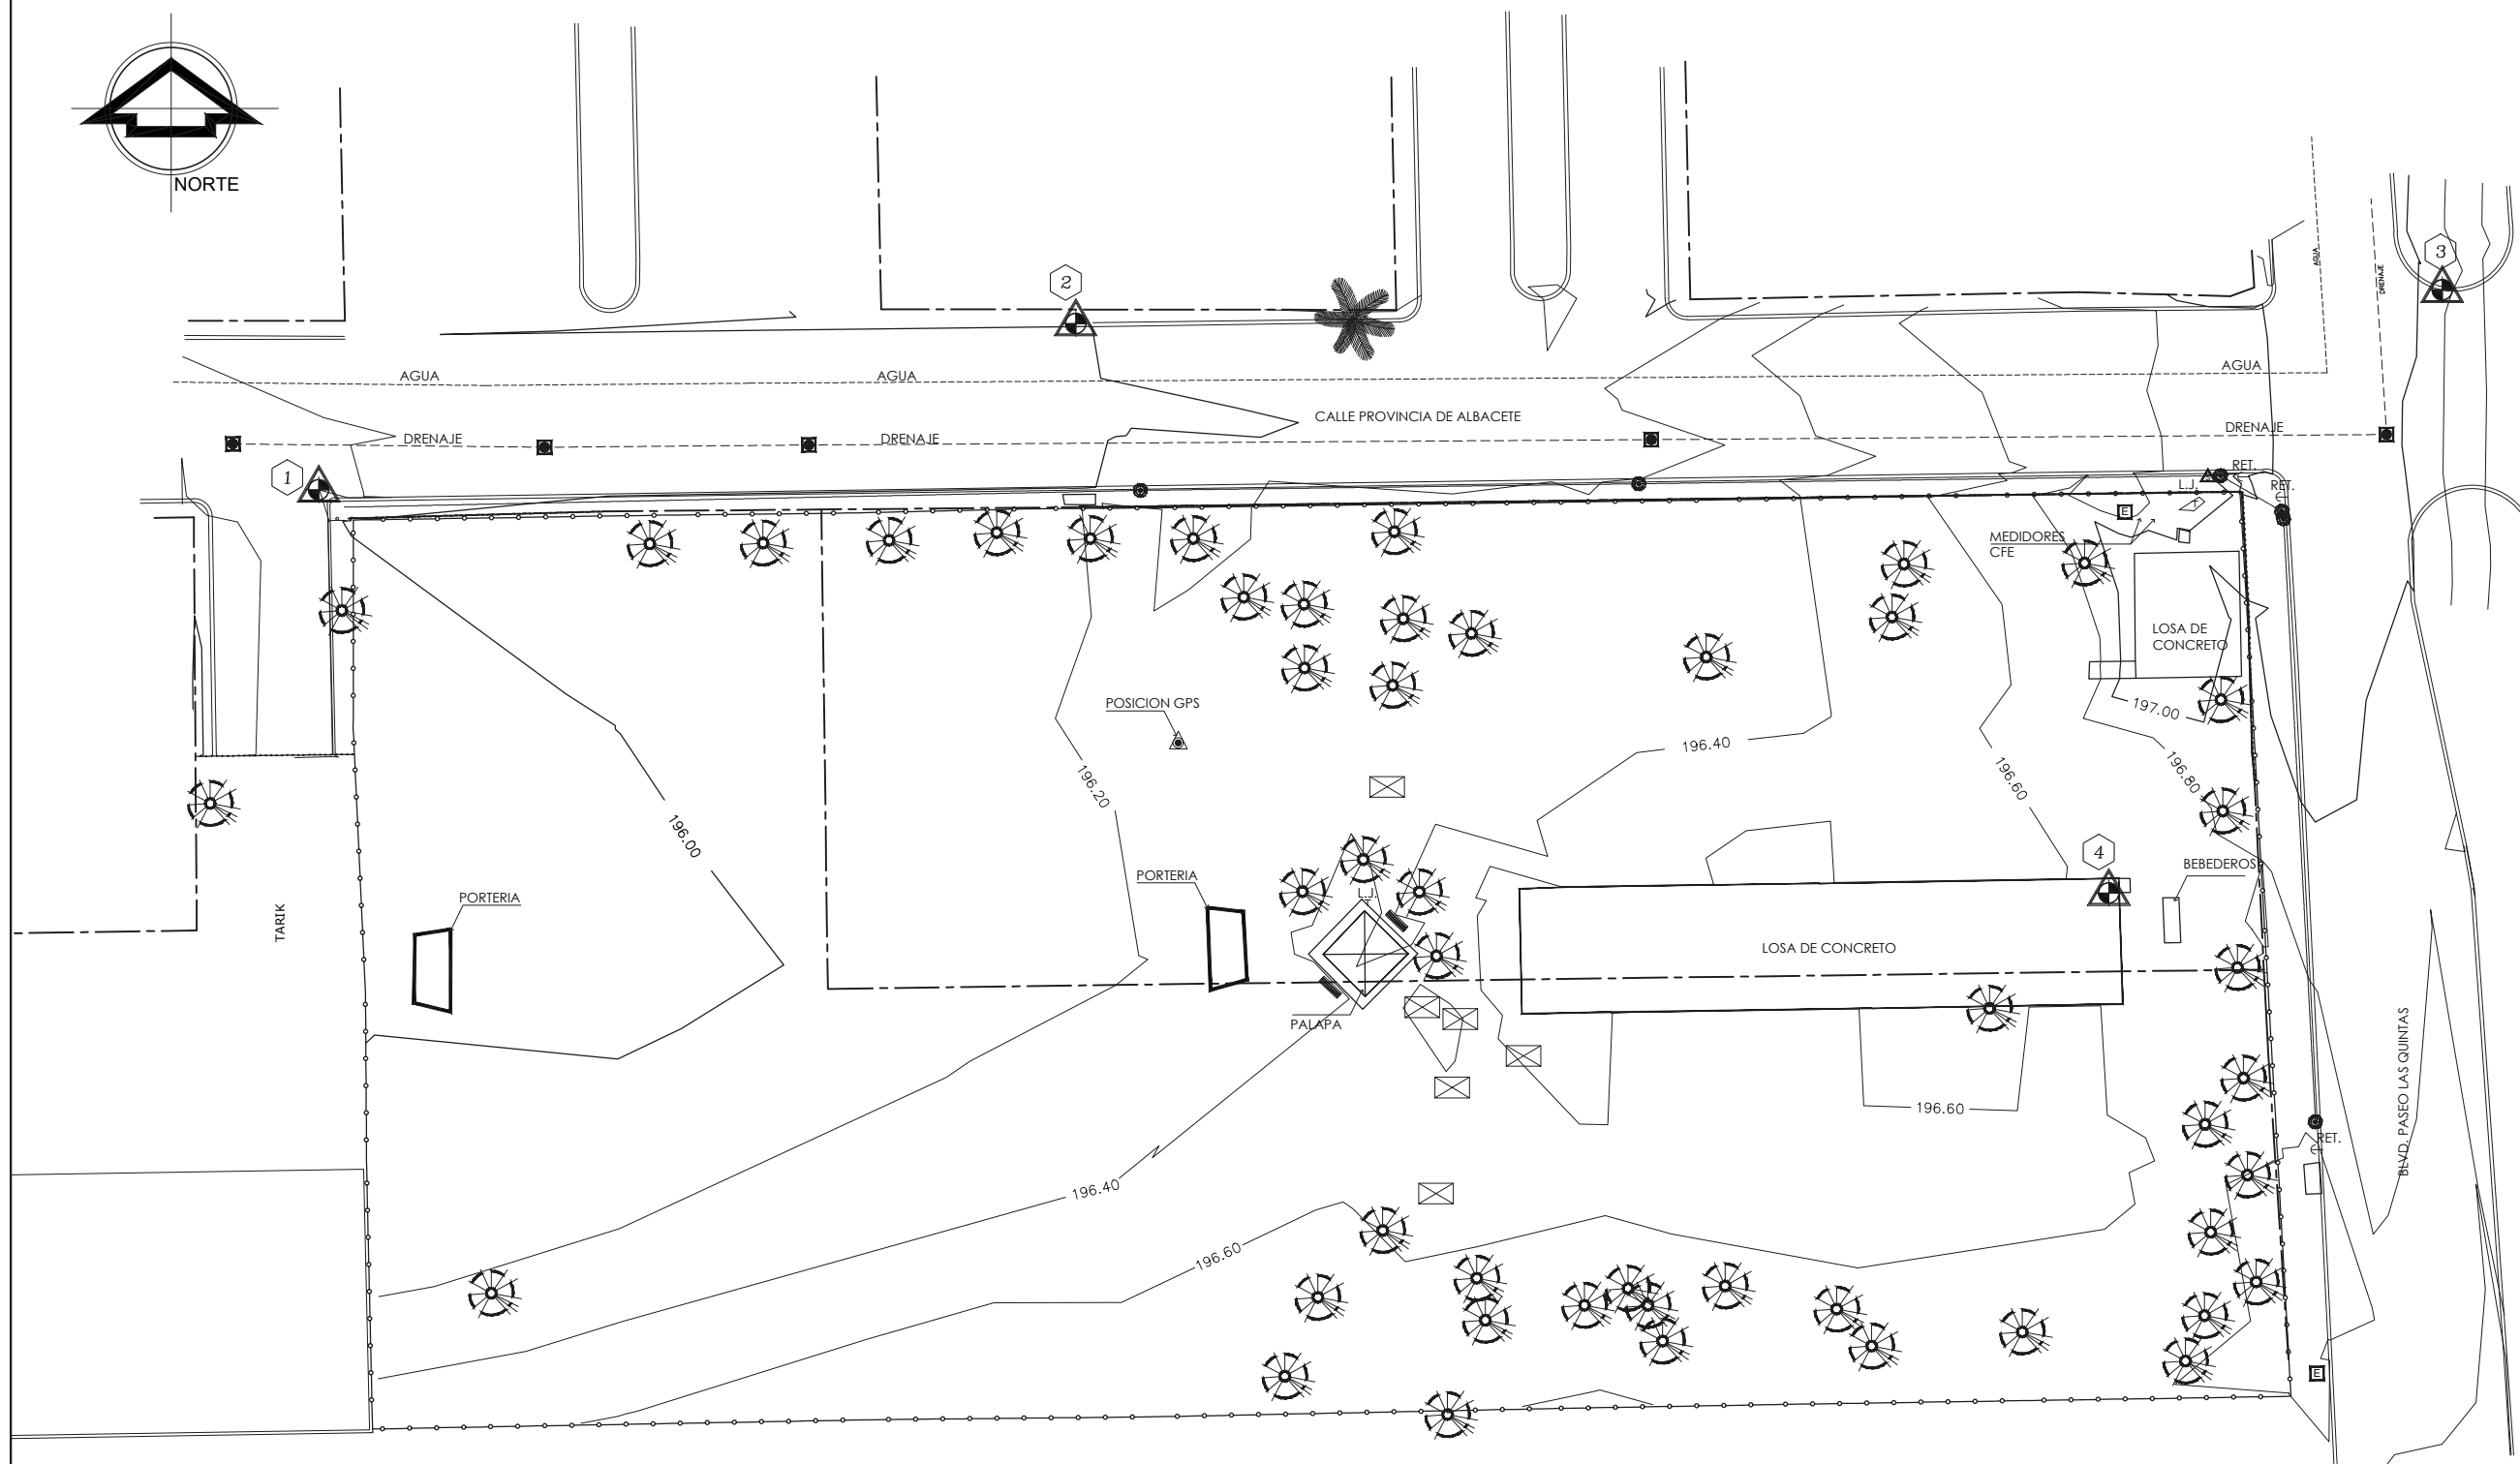 NORTE
2
3
AGUA
DRENAJE
AGUA
AGUA
AGUA
CALLE PROVINCIA DE ALBACETE
DRENAJE
DRENAJE
DRENAJE
1
RET.
L.J.
RET.
E
MEDIDORES
CFE
LOSA DE
CONCRETO
197.00
POSICION GPS
196.40
196.20
196.60
196.80
196.00
4
BEBEDEROS
PORTERIA
PORTERIA
L.J.
TARIK
LOSA DE CONCRETO
PALAPA
BLVD. PASEO LAS QUINTAS
196.60
RET.
196.40
196.60
E